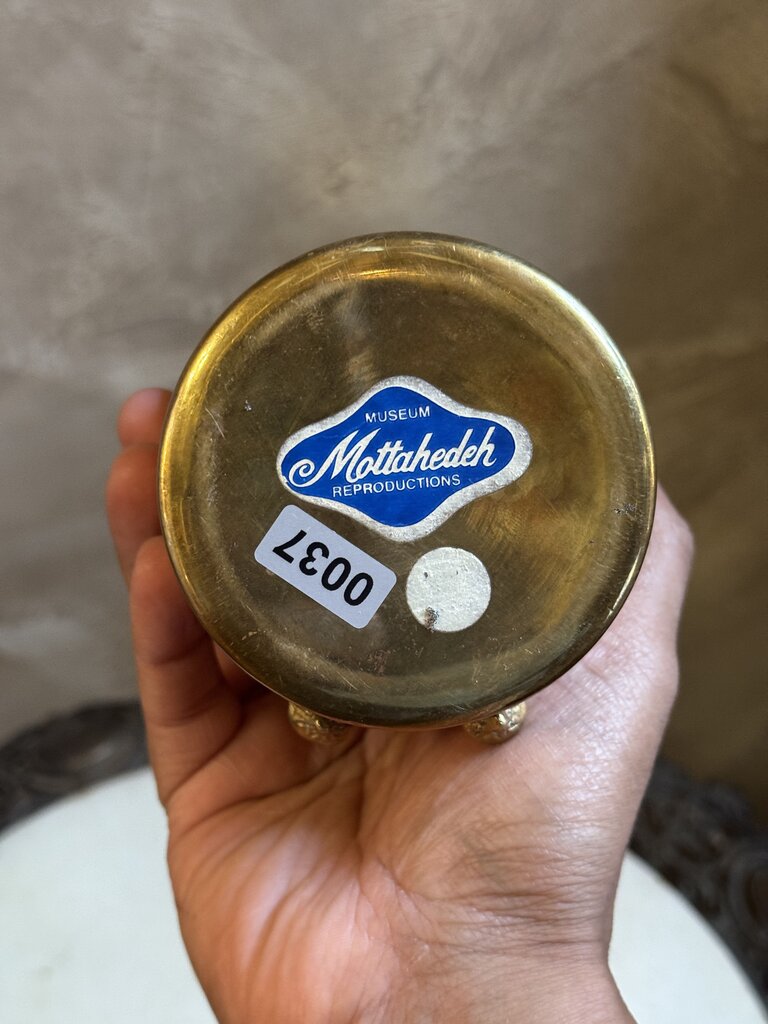 MUSEUM
Mottahedeh
REPRODUCTIONS
0037